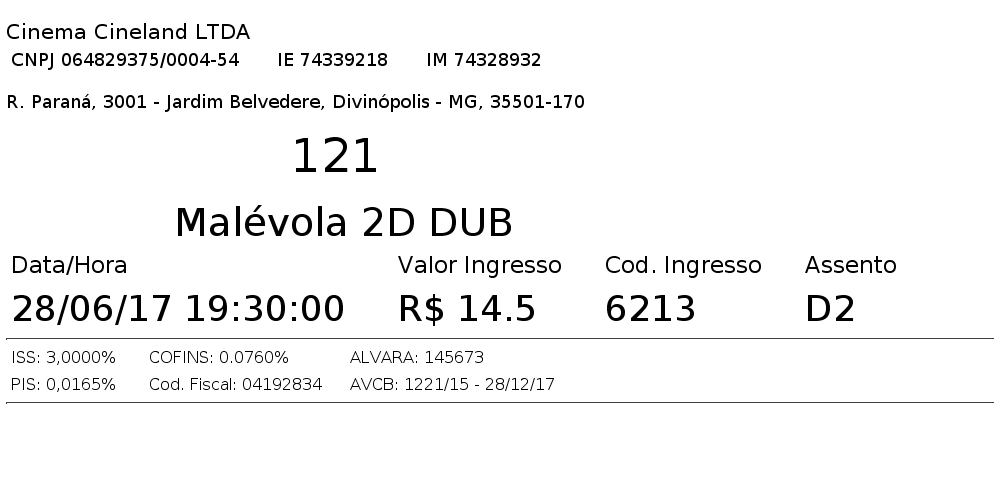 Cinema Cineland LTDA
CNPJ 064829375/0004-54 IE 74339218 IM 74328932
R. Paraná, 3001 - Jardim Belvedere, Divinópolis - MG, 35501-170
121
Malévola 2D DUB
Data/Hora Valor Ingresso Cod. Ingresso Assento
28/06/17 19:30:00 R$ 14.5 6213 D2
ISS: 3,0000% COFINS: 0.0760% ALVARA: 145673
PIS: 0,0165% Cod. Fiscal: 04192834 AVCB: 1221/15 - 28/12/17